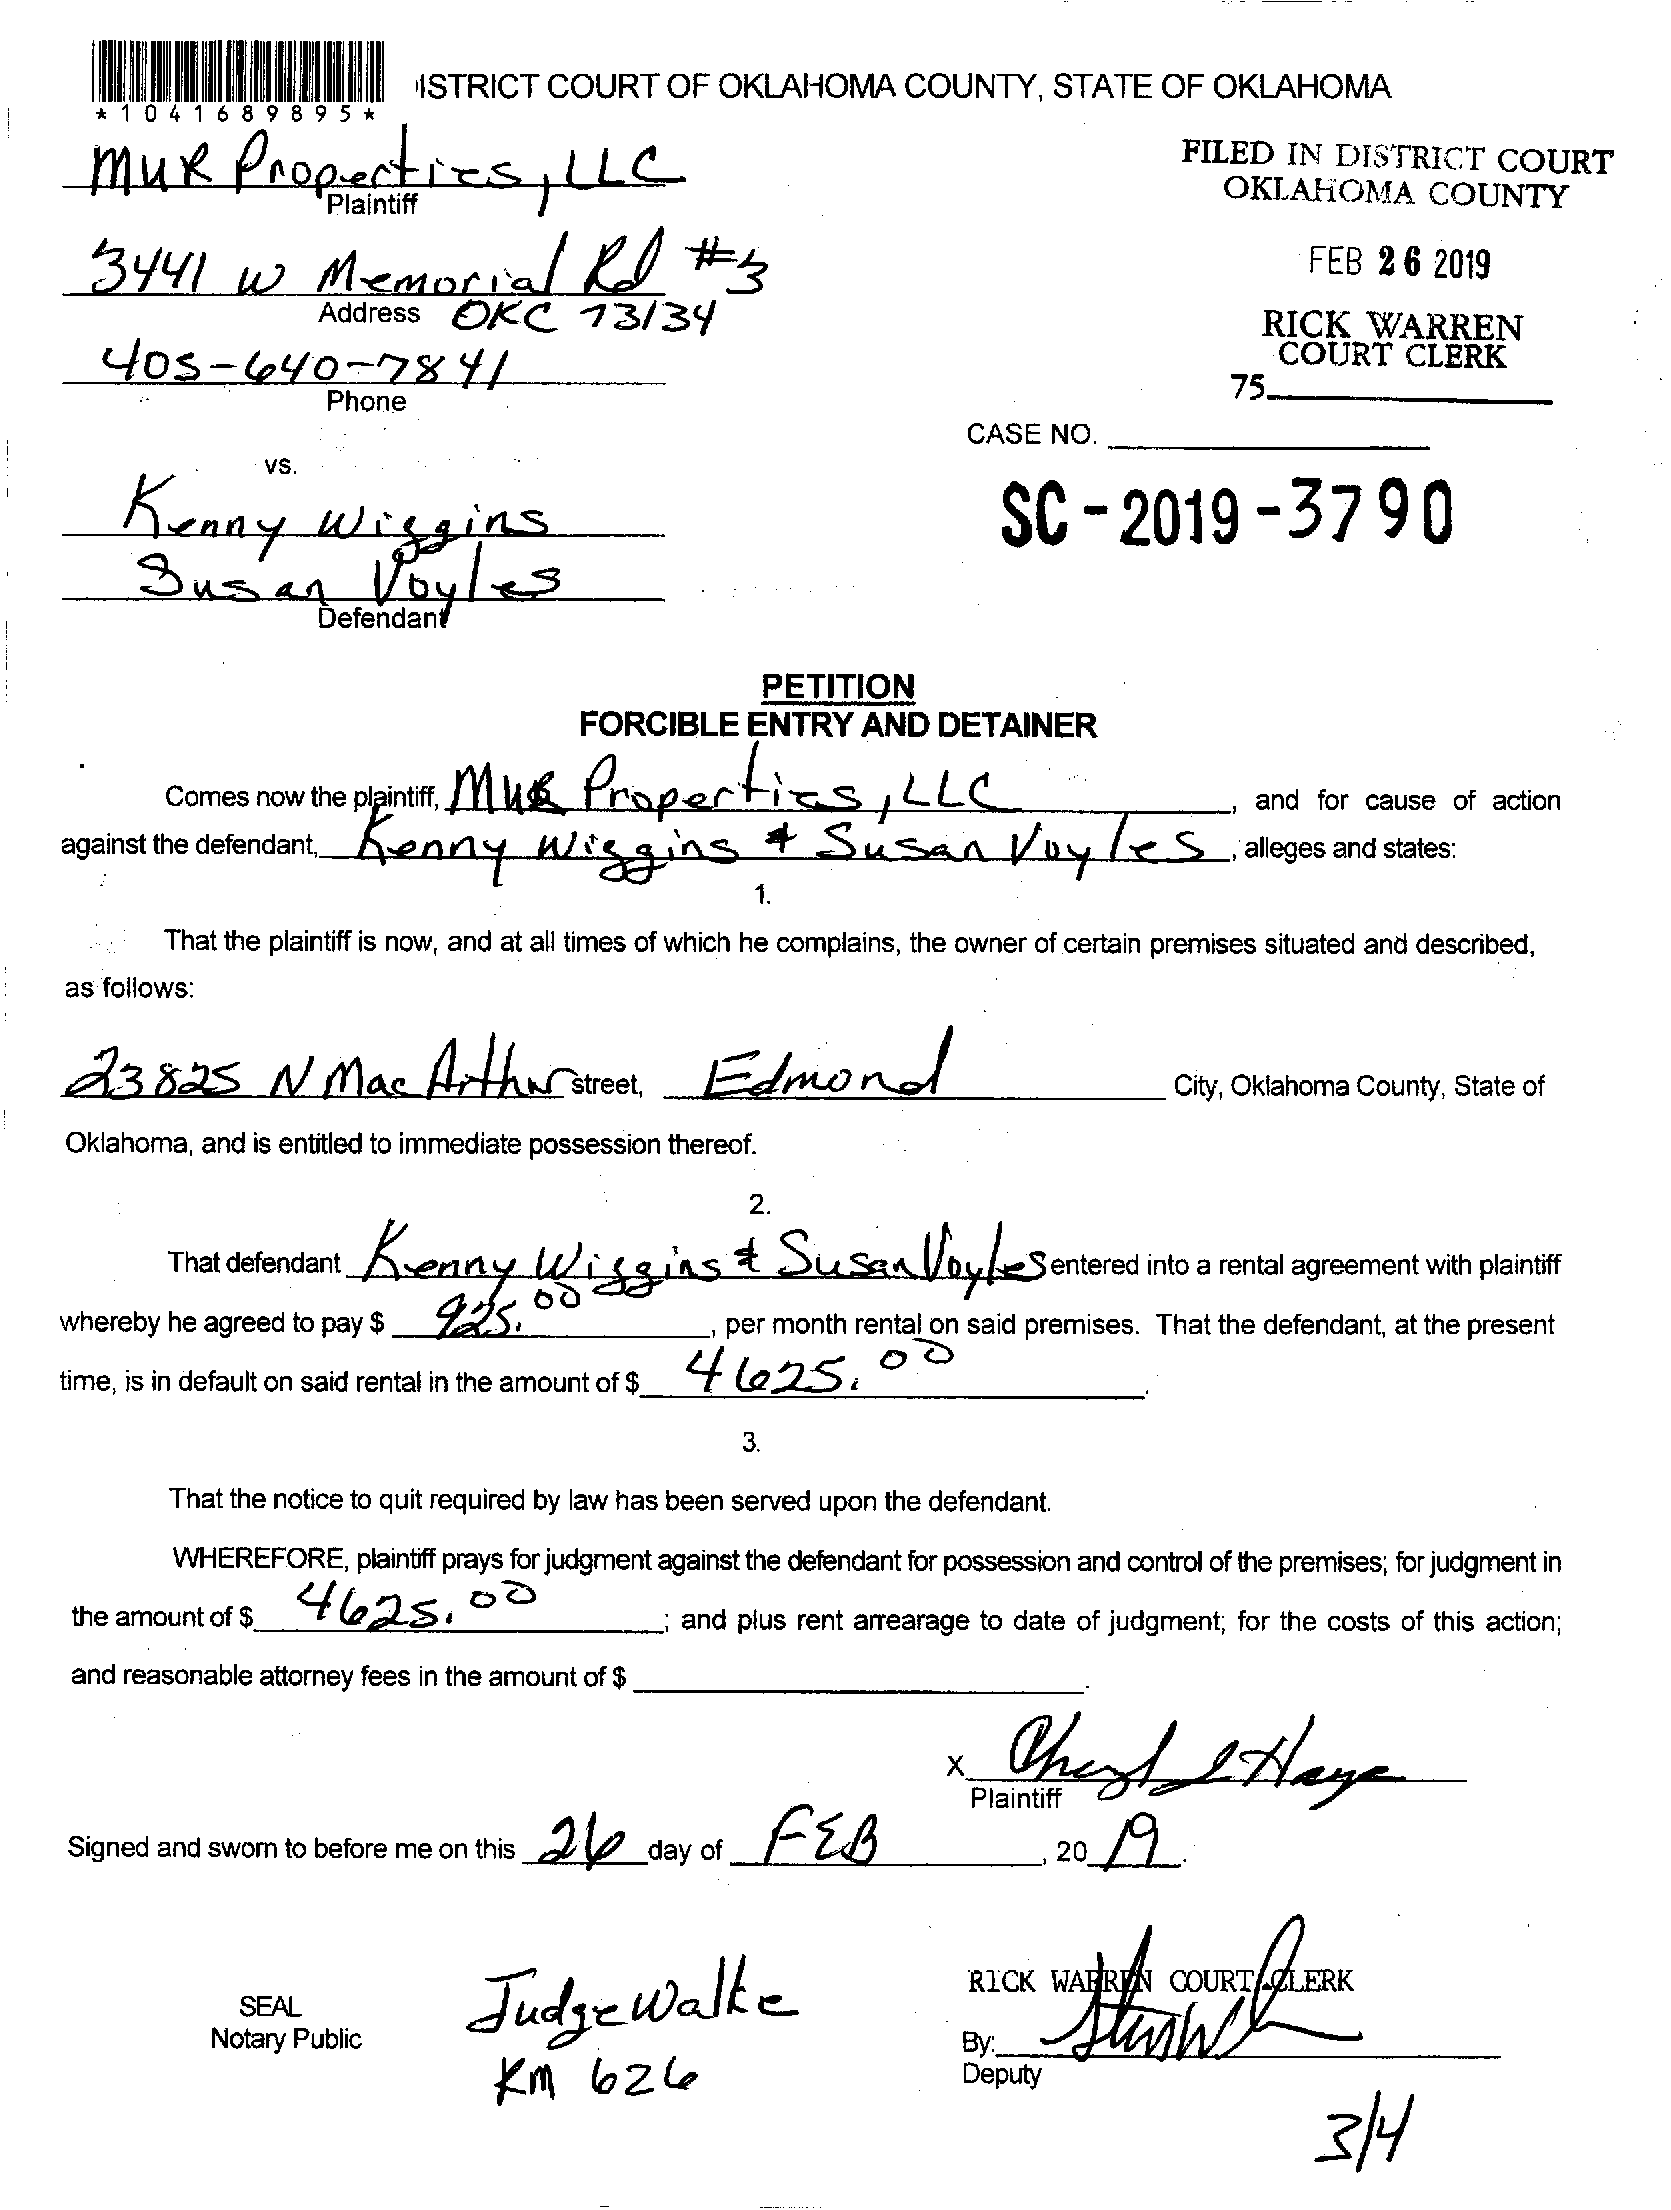 *1041689895*
ISTRICT COURT OF OKLAHOMA COUNTY, STATE OF OKLAHOMA
MUR Properties, LLC
Plaintiff
FILED IN DISTRICT COURT
OKLAHOMA COUNTY
3441 W Memorial Rd #3
Address OKC 73134
FEB 26 2019
RICK WARREN
COURT CLERK
405-640-7841
Phone
75
CASE NO.
vs.
SC-2019-3790
Kenny Wiggins
Susan Voyles
Defendant
PETITION
FORCIBLE ENTRY AND DETAINER
Comes now the plaintiff, MUR Properties, LLC, and for cause of action
against the defendant, Kenny Wiggins & Susan Voyles, alleges and states:
1.
That the plaintiff is now, and at all times of which he complains, the owner of certain premises situated and described,
as follows:
23825 N MacArthur street, Edmond City, Oklahoma County, State of
Oklahoma, and is entitled to immediate possession thereof.
2.
That defendant Kenny Wiggins & Susan Voyles entered into a rental agreement with plaintiff
whereby he agreed to pay $ 925.00, per month rental on said premises. That the defendant, at the present
time, is in default on said rental in the amount of $ 4625.00.
3.
That the notice to quit required by law has been served upon the defendant.
WHEREFORE, plaintiff prays for judgment against the defendant for possession and control of the premises; for judgment in
the amount of $ 4625.00; and plus rent arrearage to date of judgment; for the costs of this action;
and reasonable attorney fees in the amount of $ .
X Cheryl L Haye
Plaintiff
Signed and sworn to before me on this 26 day of FEB, 20 19.
SEAL
Notary Public
Judge Walke
KM 626
RICK WARREN COURT CLERK
By:
Deputy
3/4